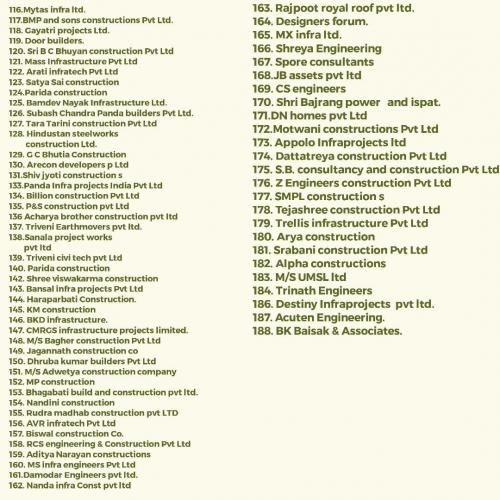 116.Mytas infra ltd.
117.BMP and sons constructions Pvt Ltd
118. Gayatri projects Ltd.
119. Door builders.
120. Sri B C Bhuyan construction Pvt Ltd
121. Mass Infrastructure Pvt Ltd
122. Arati infratech Pvt Ltd
123. Satya Sai construction
124.Parida construction
125. Bamdev Nayak Infrastructure Ltd.
126. Subash Chandra Panda builders Pvt Ltd.
127. Tara Tarini construction Pvt Ltd
128. Hindustan steelworks
construction Ltd.
129. G C Bhutia Construction
130. Arecon developers p Ltd
131.Shiv jyoti construction s
133.Panda Infra projects India Pvt Ltd
134. Billion construction Pvt Ltd
135. P&S construction pvt Ltd
136 Acharya brother construction pvt ltd
137. Triveni Earthmovers pvt ltd.
138.Sanala project works
pvt ltd
139. Triveni civi tech pvt Ltd
140. Parida construction
142. Shree viswakarma construction
143. Bansal infra projects Pvt Ltd
144. Haraparbati Construction.
145. KM construction
146. BKD infrastructure.
147. CMRGS infrastructure projects limited.
148. M/S Bagher construction Pvt Ltd
149. Jagannath construction co
150. Dhruba kumar builders Pvt Ltd
151. M/S Adwetya construction company
152. MP construction
153. Bhagabati build and construction pvt ltd.
154. Nandini construction
155. Rudra madhab construction pvt LTD
156. AVR infratech Pvt Ltd
157. Biswal construction Co.
158. RCS engineering & Construction Pvt Ltd
159. Aditya Narayan constructions
160. MS infra engineers Pvt Ltd
161.Damodar Engineers pvt ltd.
162. Nanda infra Const pvt ltd
163. Rajpoot royal roof pvt ltd.
164. Designers forum.
165. MX infra ltd.
166. Shreya Engineering
167. Spore consultants
168.JB assets pvt ltd
169. CS engineers
170. Shri Bajrang power and ispat.
171.DN homes pvt Ltd
172.Motwani constructions Pvt Ltd
173. Appolo Infraprojects ltd
174. Dattatreya construction Pvt Ltd
175. S.B. consultancy and construction Pvt Ltd
176. Z Engineers construction Pvt Ltd
177. SMPL construction s
178. Tejashree construction Pvt Ltd
179. Trellis infrastructure Pvt Ltd
180. Arya construction
181. Srabani construction Pvt Ltd
182. Alpha constructions
183. M/S UMSL ltd
184. Trinath Engineers
186. Destiny Infraprojects pvt ltd.
187. Acuten Engineering.
188. BK Baisak & Associates.